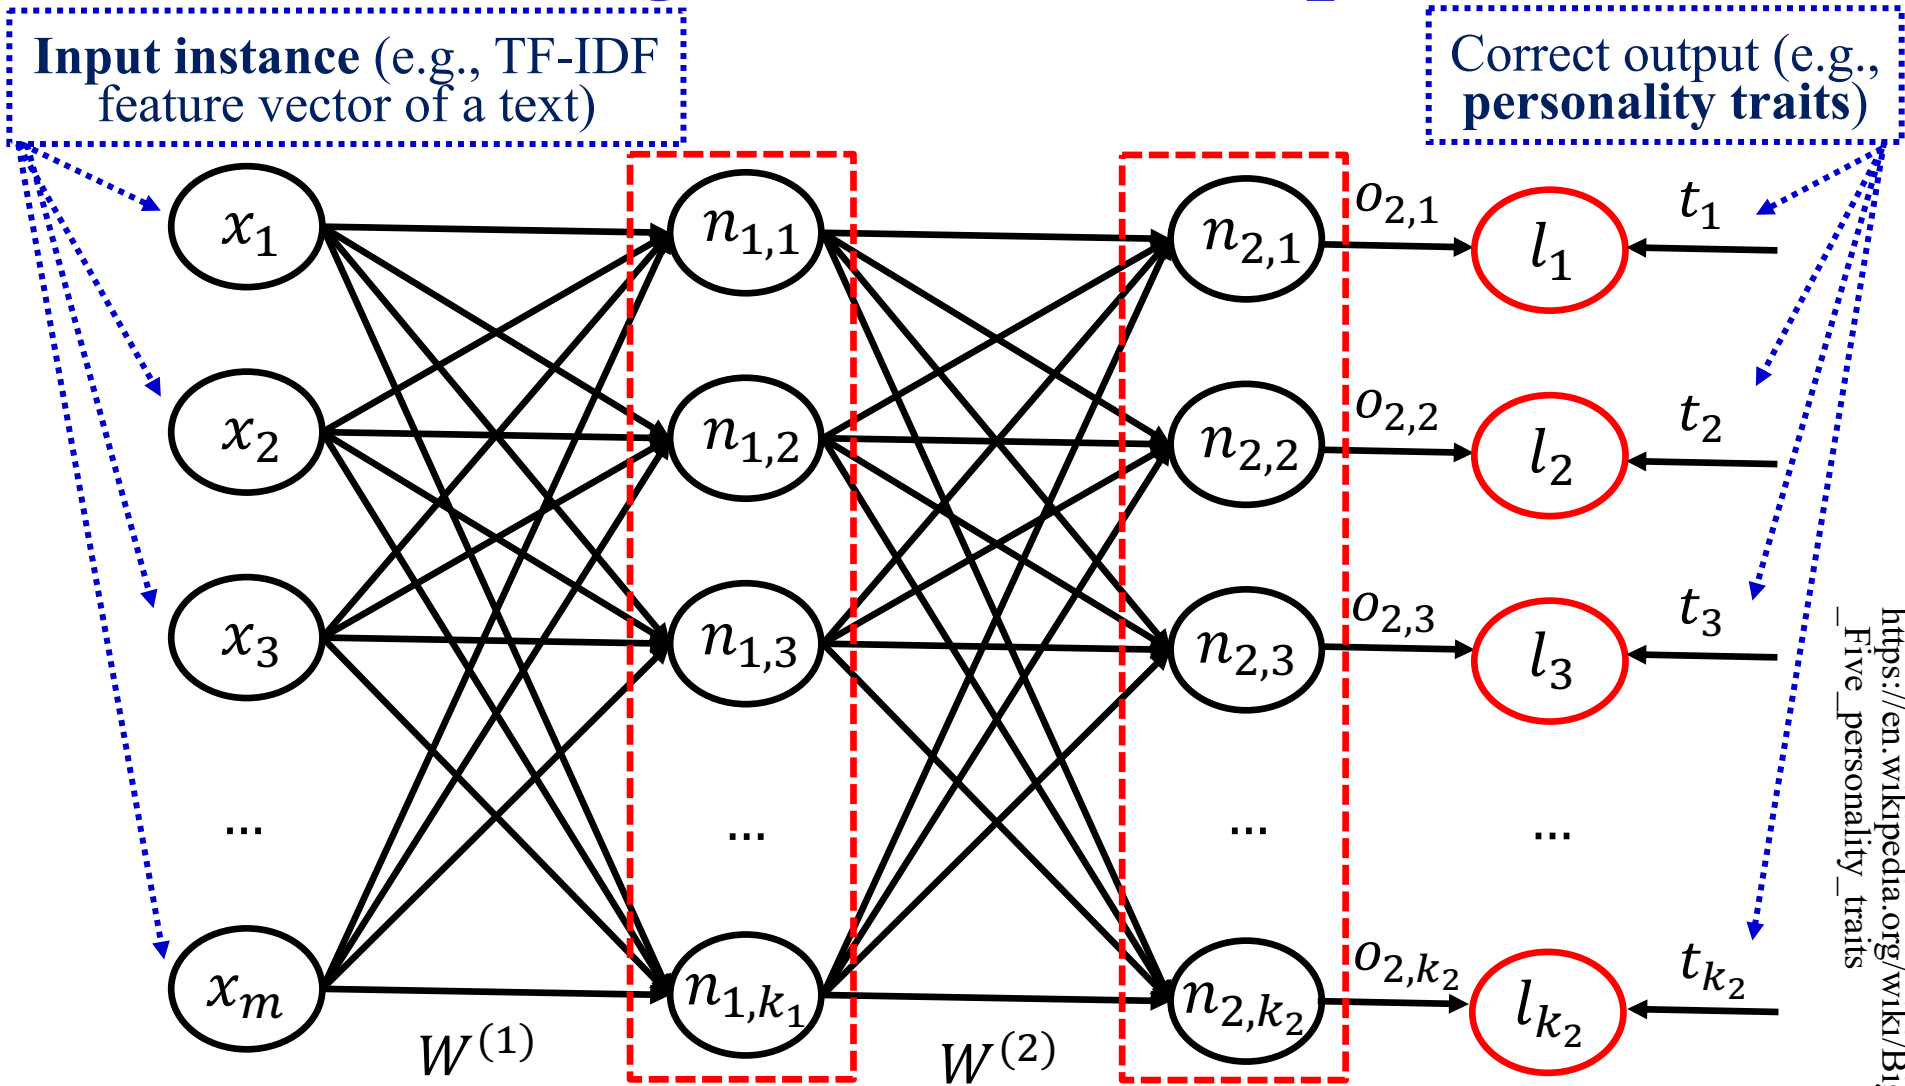 Input instance (e.g., TF-IDF
feature vector of a text)
Correct output (e.g.,
personality traits)
x₁ n₁,₁ n₂,₁ o₂,₁ l₁ t₁
x₂ n₁,₂ n₂,₂ o₂,₂ l₂ t₂
x₃ n₁,₃ n₂,₃ o₂,₃ l₃ t₃
... ... ... ...
xₘ n₁,k₁ n₂,k₂ o₂,k₂ lk₂ tk₂
W⁽¹⁾ W⁽²⁾
https://en.wikipedia.org/wiki/Big
_Five_personality_traits